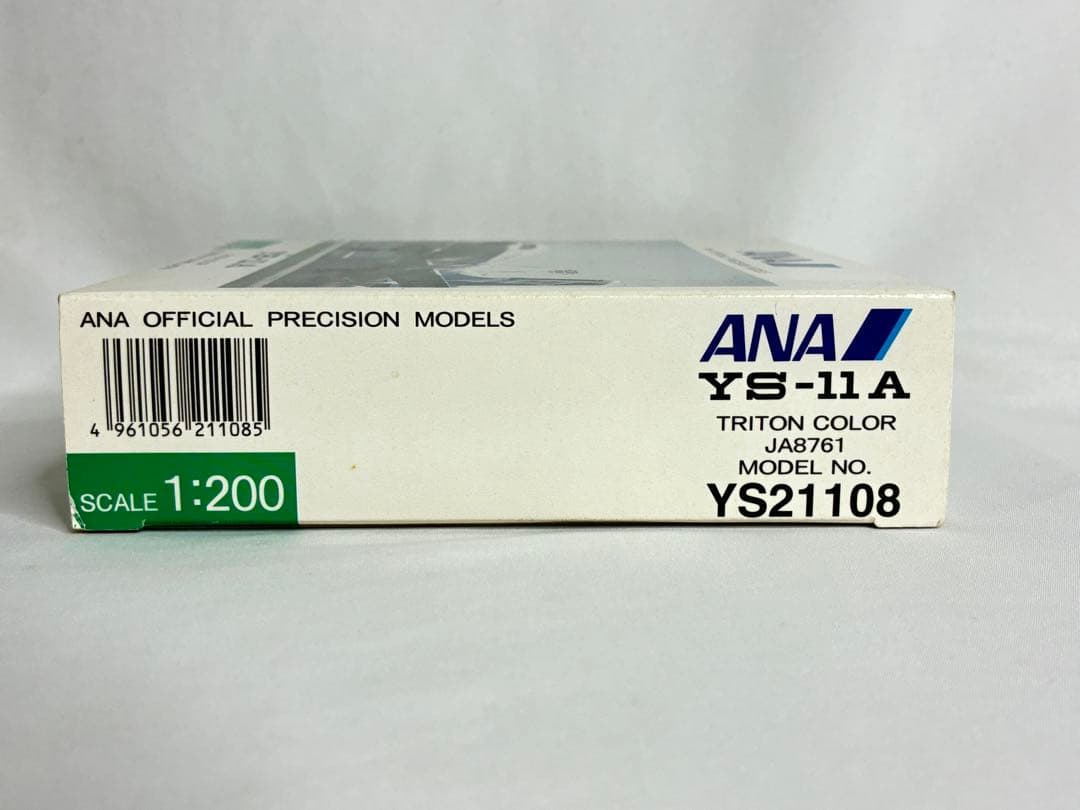 ANA OFFICIAL PRECISION MODELS
4 961056 211085
SCALE 1:200
ANA
YS-11A
TRITON COLOR
JA8761
MODEL NO.
YS21108